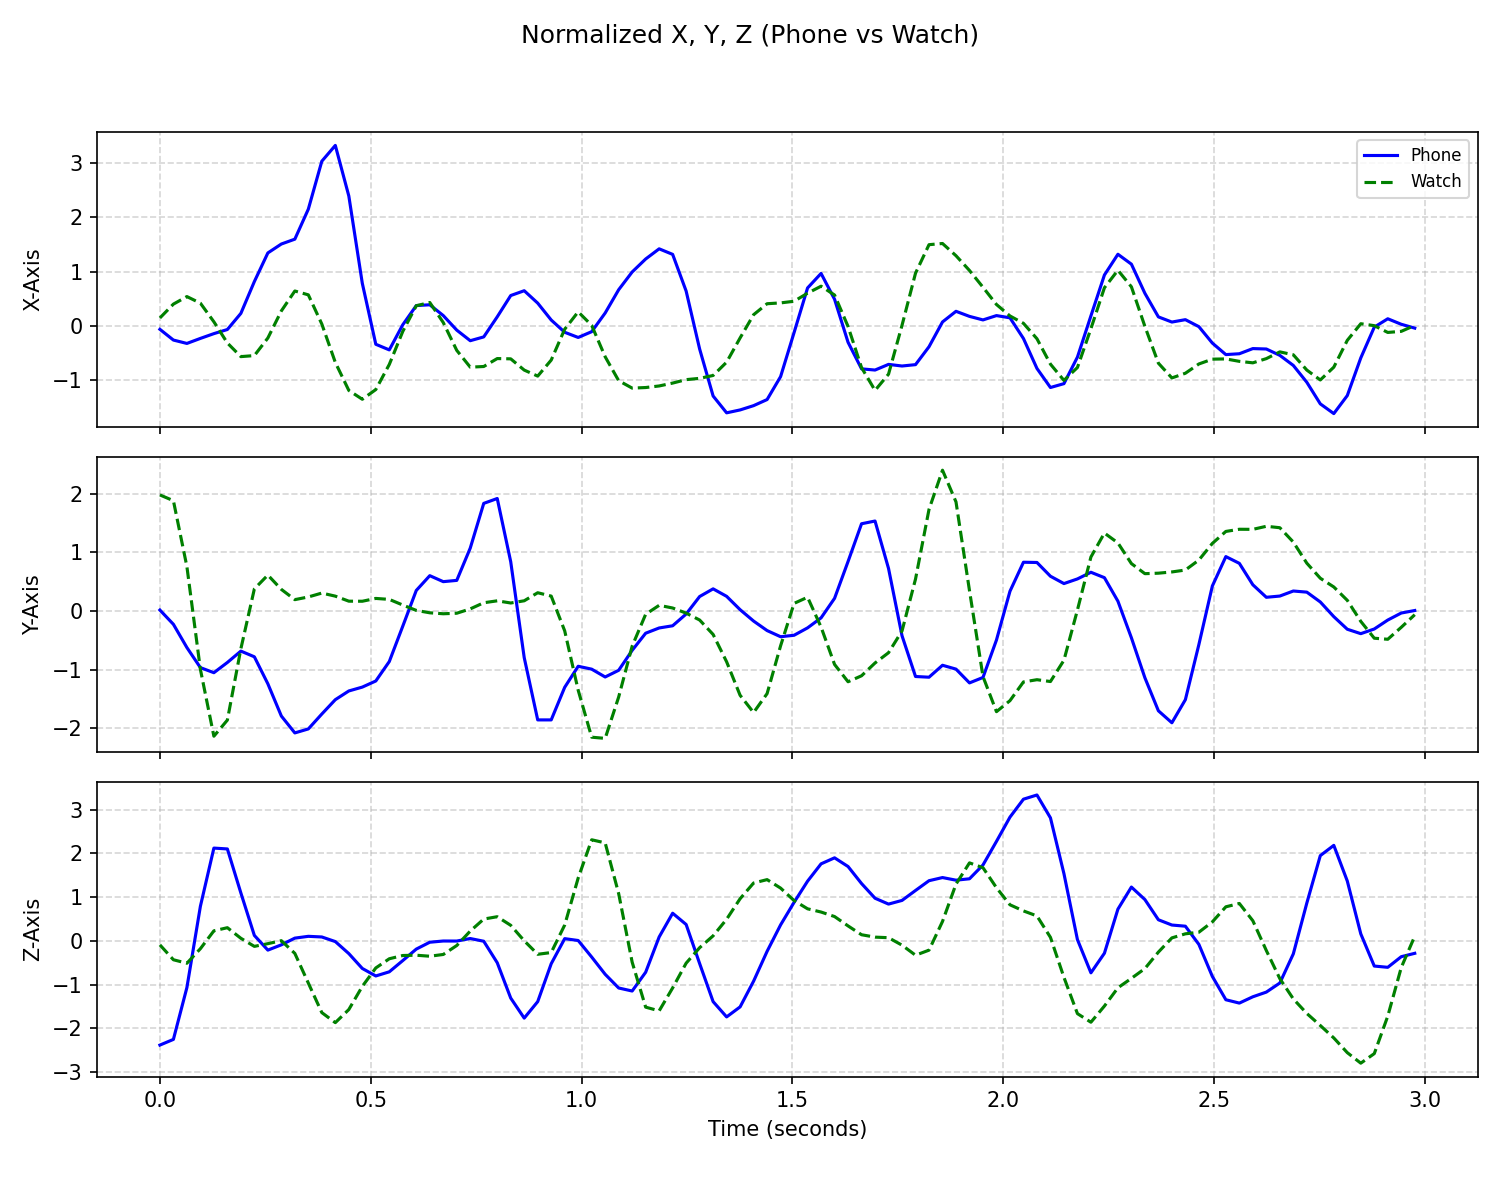 Normalized X, Y, Z (Phone vs Watch)
Phone
Watch
X-Axis
3
2
1
0
−1
Y-Axis
2
1
0
−1
−2
Z-Axis
3
2
1
0
−1
−2
−3
0.0 0.5 1.0 1.5 2.0 2.5 3.0
Time (seconds)